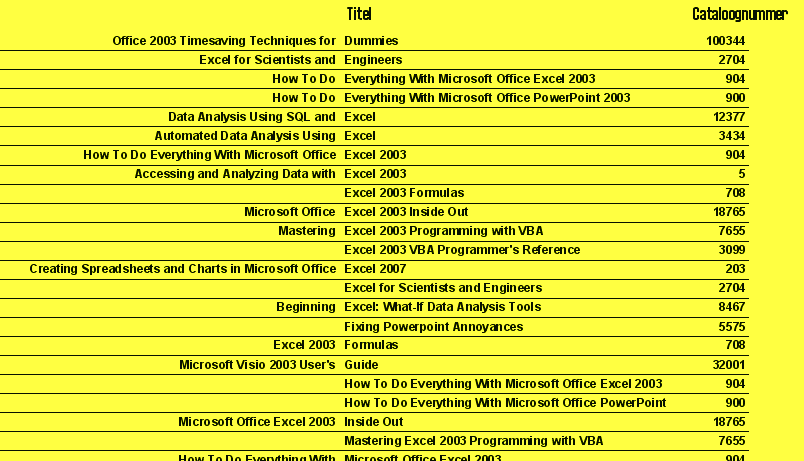 Titel Cataloognummer
Office 2003 Timesaving Techniques for Dummies 100344
Excel for Scientists and Engineers 2704
How To Do Everything With Microsoft Office Excel 2003 904
How To Do Everything With Microsoft Office PowerPoint 2003 900
Data Analysis Using SQL and Excel 12377
Automated Data Analysis Using Excel 3434
How To Do Everything With Microsoft Office Excel 2003 904
Accessing and Analyzing Data with Excel 2003 5
Excel 2003 Formulas 708
Microsoft Office Excel 2003 Inside Out 18765
Mastering Excel 2003 Programming with VBA 7655
Excel 2003 VBA Programmer's Reference 3099
Creating Spreadsheets and Charts in Microsoft Office Excel 2007 203
Excel for Scientists and Engineers 2704
Beginning Excel: What-If Data Analysis Tools 8467
Fixing Powerpoint Annoyances 5575
Excel 2003 Formulas 708
Microsoft Visio 2003 User's Guide 32001
How To Do Everything With Microsoft Office Excel 2003 904
How To Do Everything With Microsoft Office PowerPoint 900
Microsoft Office Excel 2003 Inside Out 18765
Mastering Excel 2003 Programming with VBA 7655
How To Do Everything With Microsoft Office Excel 2003 904